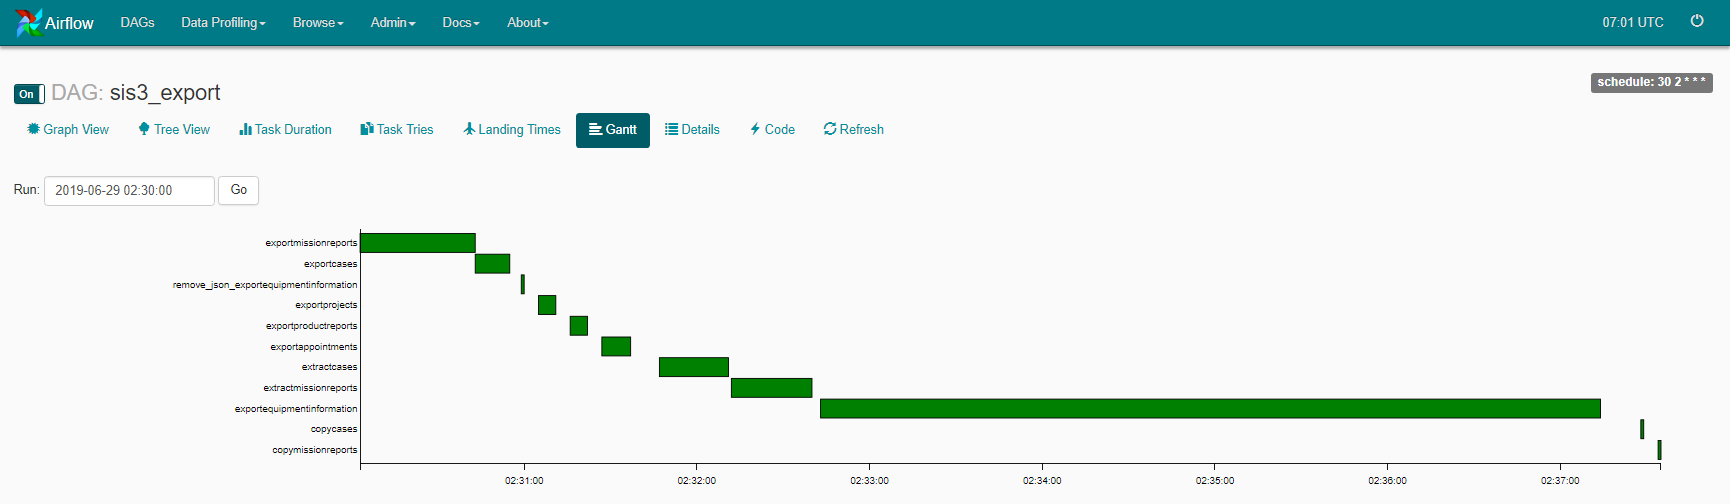 Airflow DAGs Data Profiling Browse Admin Docs About 07:01 UTC
On DAG: sis3_export schedule: 30 2 * * *
Graph View Tree View Task Duration Task Tries Landing Times Gantt Details Code Refresh
Run: 2019-06-29 02:30:00 Go
exportmissionreports
exportcases
remove_json_exportequipmentinformation
exportprojects
exportproductreports
exportappointments
extractcases
extractmissionreports
exportequipmentinformation
copycases
copymissionreports
02:31:00 02:32:00 02:33:00 02:34:00 02:35:00 02:36:00 02:37:00